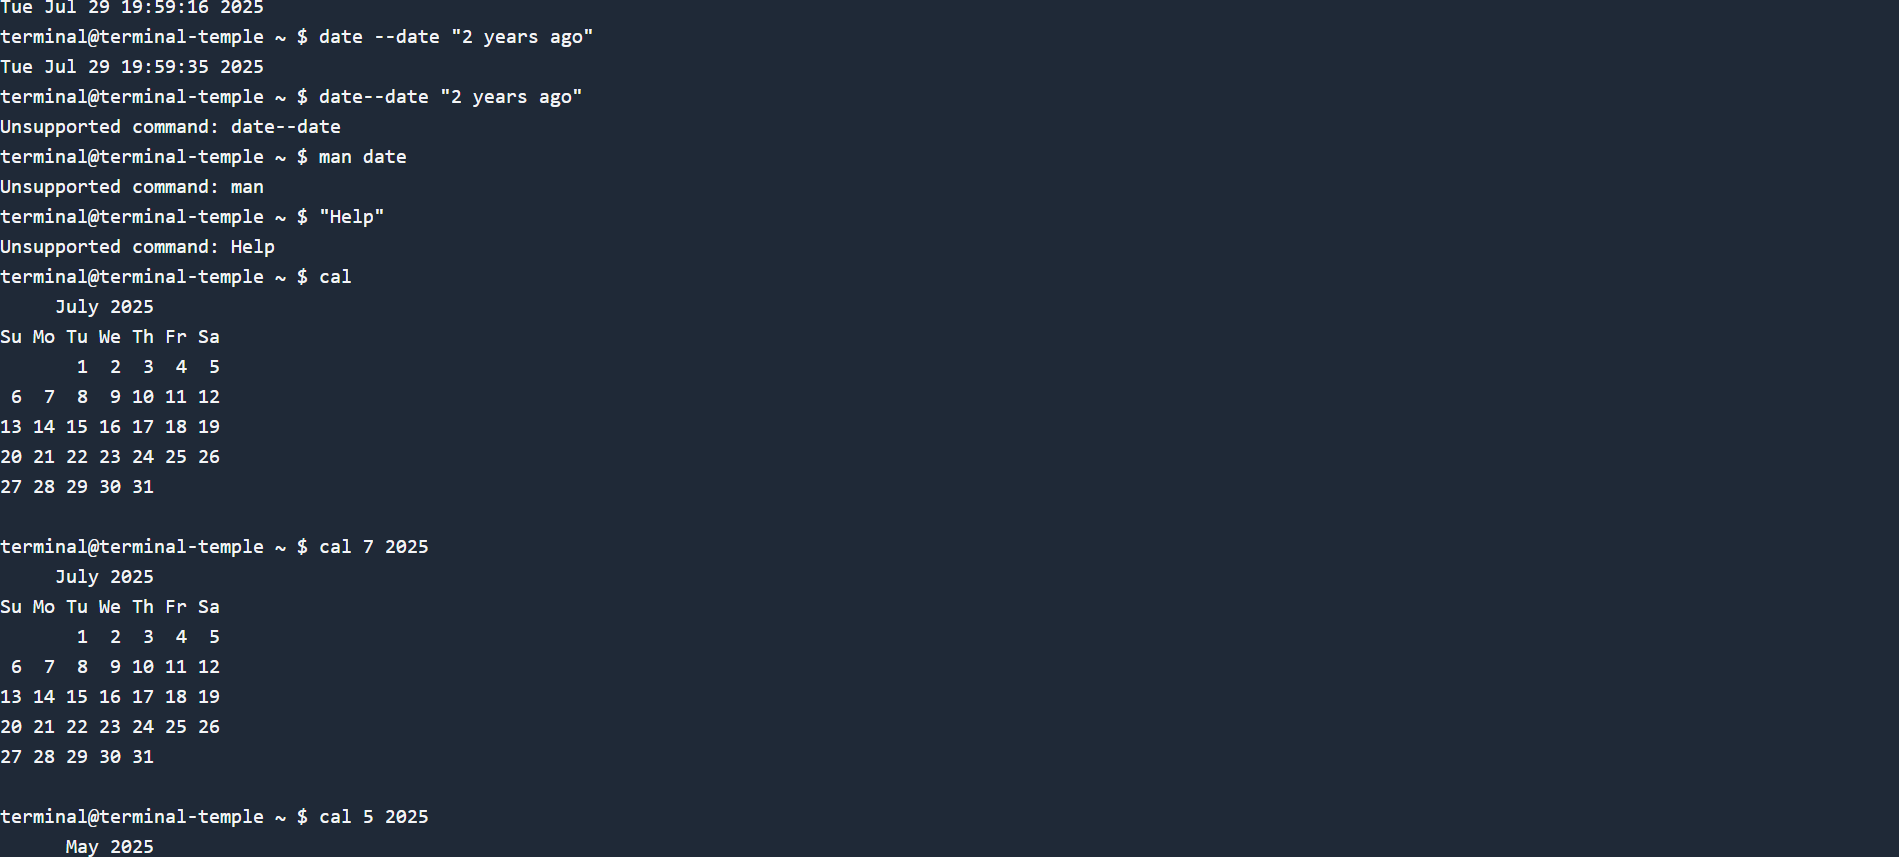 Tue Jul 29 19:59:16 2025
terminal@terminal-temple ~ $ date --date "2 years ago"
Tue Jul 29 19:59:35 2025
terminal@terminal-temple ~ $ date--date "2 years ago"
Unsupported command: date--date
terminal@terminal-temple ~ $ man date
Unsupported command: man
terminal@terminal-temple ~ $ "Help"
Unsupported command: Help
terminal@terminal-temple ~ $ cal
     July 2025
Su Mo Tu We Th Fr Sa
       1  2  3  4  5
 6  7  8  9 10 11 12
13 14 15 16 17 18 19
20 21 22 23 24 25 26
27 28 29 30 31

terminal@terminal-temple ~ $ cal 7 2025
     July 2025
Su Mo Tu We Th Fr Sa
       1  2  3  4  5
 6  7  8  9 10 11 12
13 14 15 16 17 18 19
20 21 22 23 24 25 26
27 28 29 30 31

terminal@terminal-temple ~ $ cal 5 2025
      May 2025